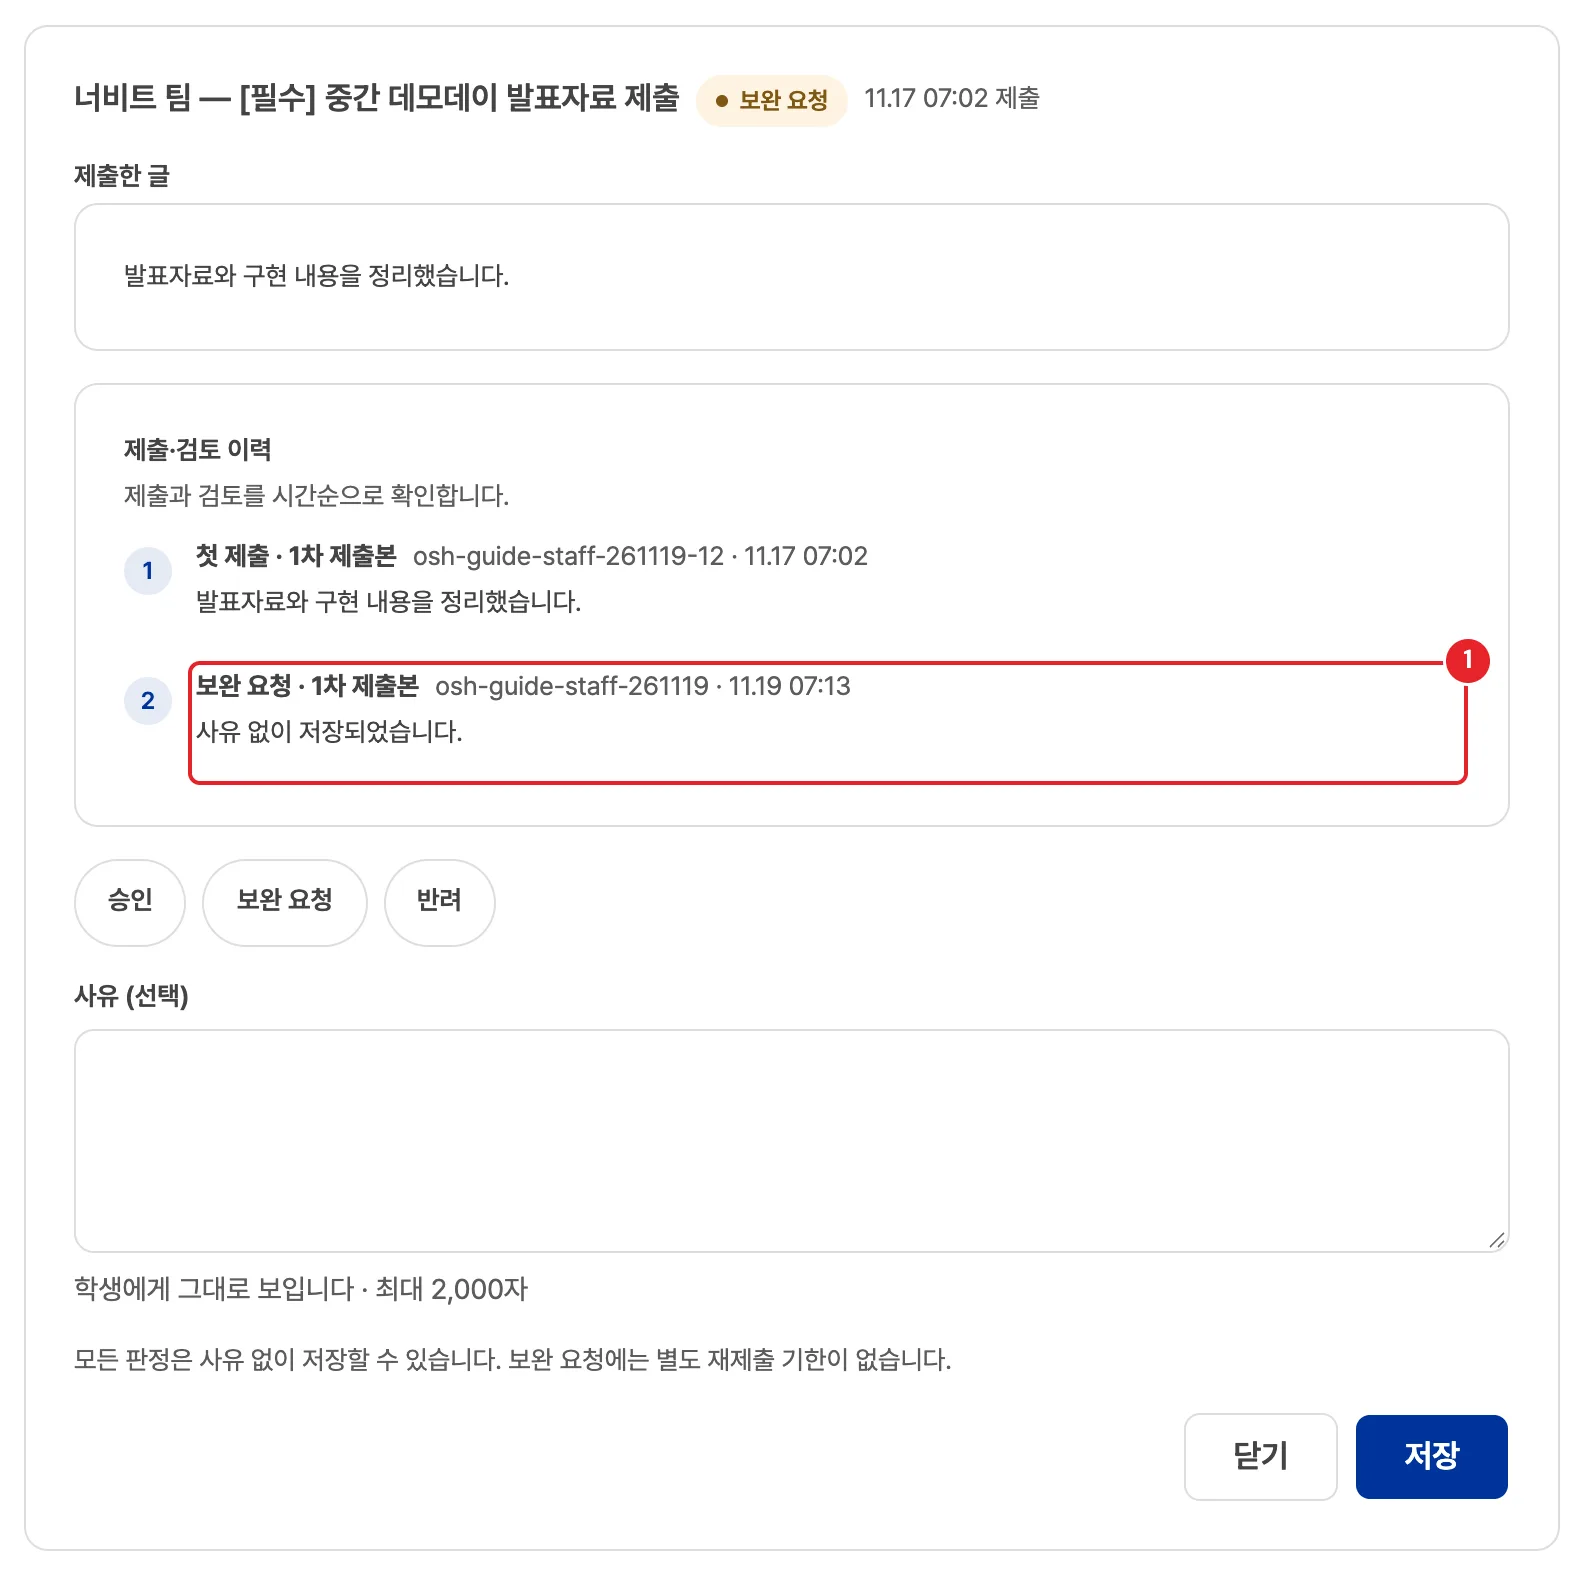 너비트 팀 — [필수] 중간 데모데이 발표자료 제출 보완 요청 11.17 07:02 제출
제출한 글
발표자료와 구현 내용을 정리했습니다.
제출·검토 이력
제출과 검토를 시간순으로 확인합니다.
1 첫 제출 · 1차 제출본 osh-guide-staff-261119-12 · 11.17 07:02
발표자료와 구현 내용을 정리했습니다.
1
2 보완 요청 · 1차 제출본 osh-guide-staff-261119 · 11.19 07:13
사유 없이 저장되었습니다.
승인 보완 요청 반려
사유 (선택)
학생에게 그대로 보입니다 · 최대 2,000자
모든 판정은 사유 없이 저장할 수 있습니다. 보완 요청에는 별도 재제출 기한이 없습니다.
닫기 저장